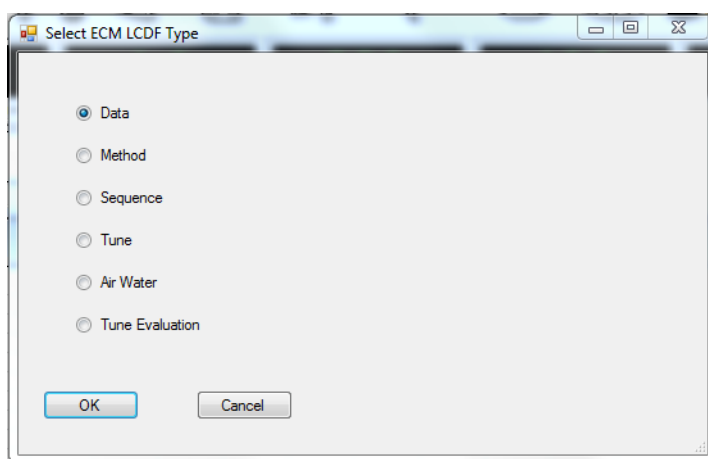 Select ECM LCDF Type
Data
Method
Sequence
Tune
Air Water
Tune Evaluation
OK Cancel